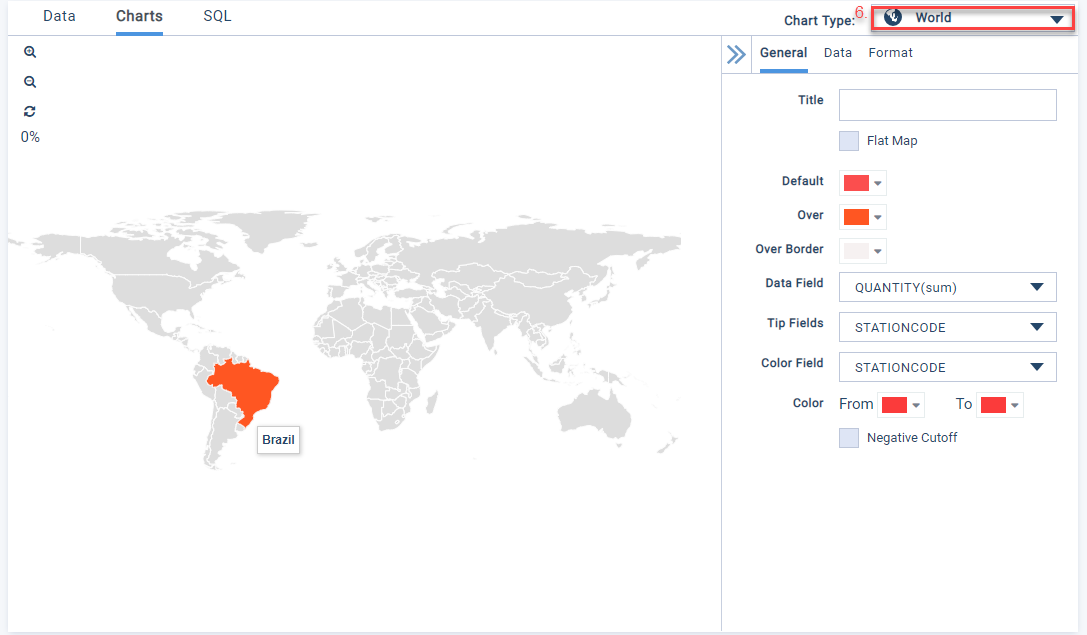 Data Charts SQL
Chart Type: 6. World
General Data Format
0%
Title
Flat Map
Default
Over
Over Border
Data Field QUANTITY(sum)
Tip Fields STATIONCODE
Color Field STATIONCODE
Color From To
Negative Cutoff
Brazil